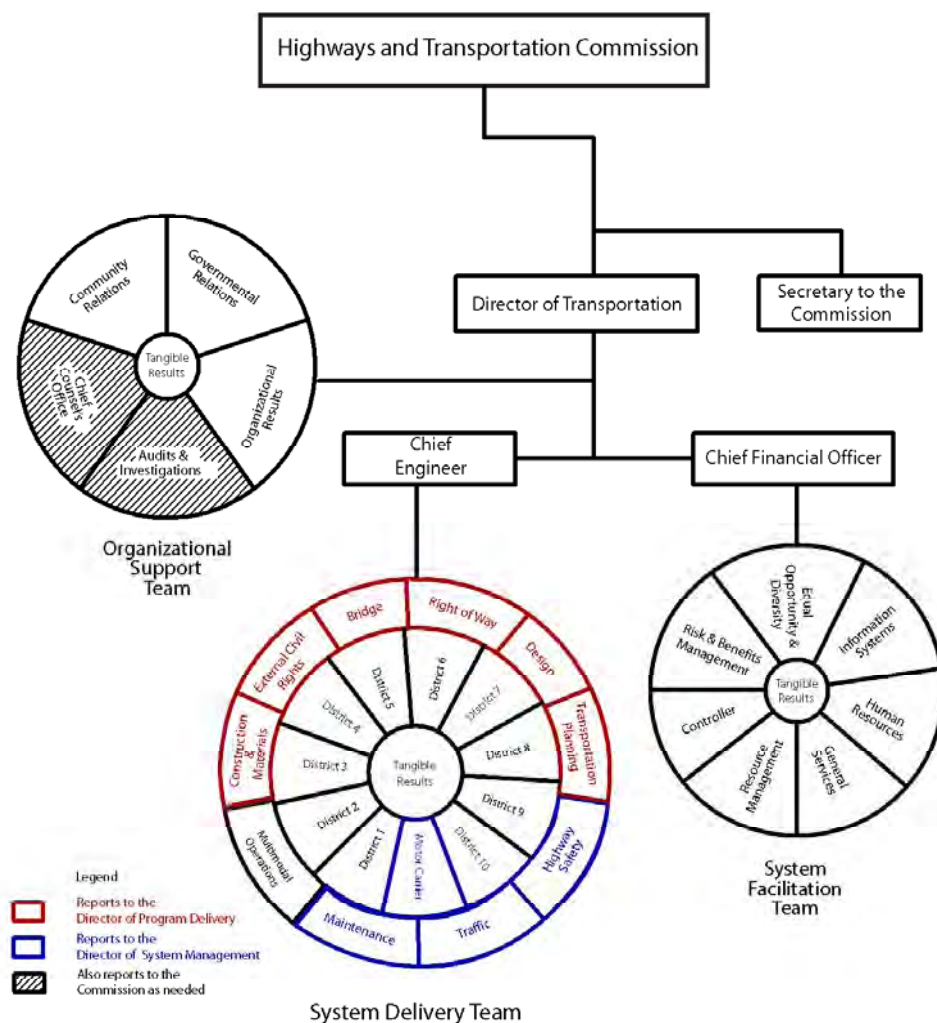 Highways and Transportation Commission
Director of Transportation
Secretary to the
Commission
Community
Relations
Governmental
Relations
Organizational
Results
Audits &
Investigations
Chief
Counsel's
Office
Tangible
Results
Organizational
Support
Team
Chief
Engineer
Chief Financial Officer
Construction
&
Materials
External Civil
Rights
Bridge
Right of Way
Design
Transportation
Planning
Highway Safety
Traffic
Maintenance
Multimodal
Operations
District 1
District 2
District 3
District 4
District 5
District 6
District 7
District 8
District 9
District 10
Motor Carrier
Tangible
Results
System Delivery Team
Equal
Opportunity &
Diversity
Information
Systems
Human
Resources
General
Services
Resource
Management
Controller
Risk & Benefits
Management
Tangible
Results
System
Facilitation
Team
Legend
Reports to the
Director of Program Delivery
Reports to the
Director of System Management
Also reports to the
Commission as needed